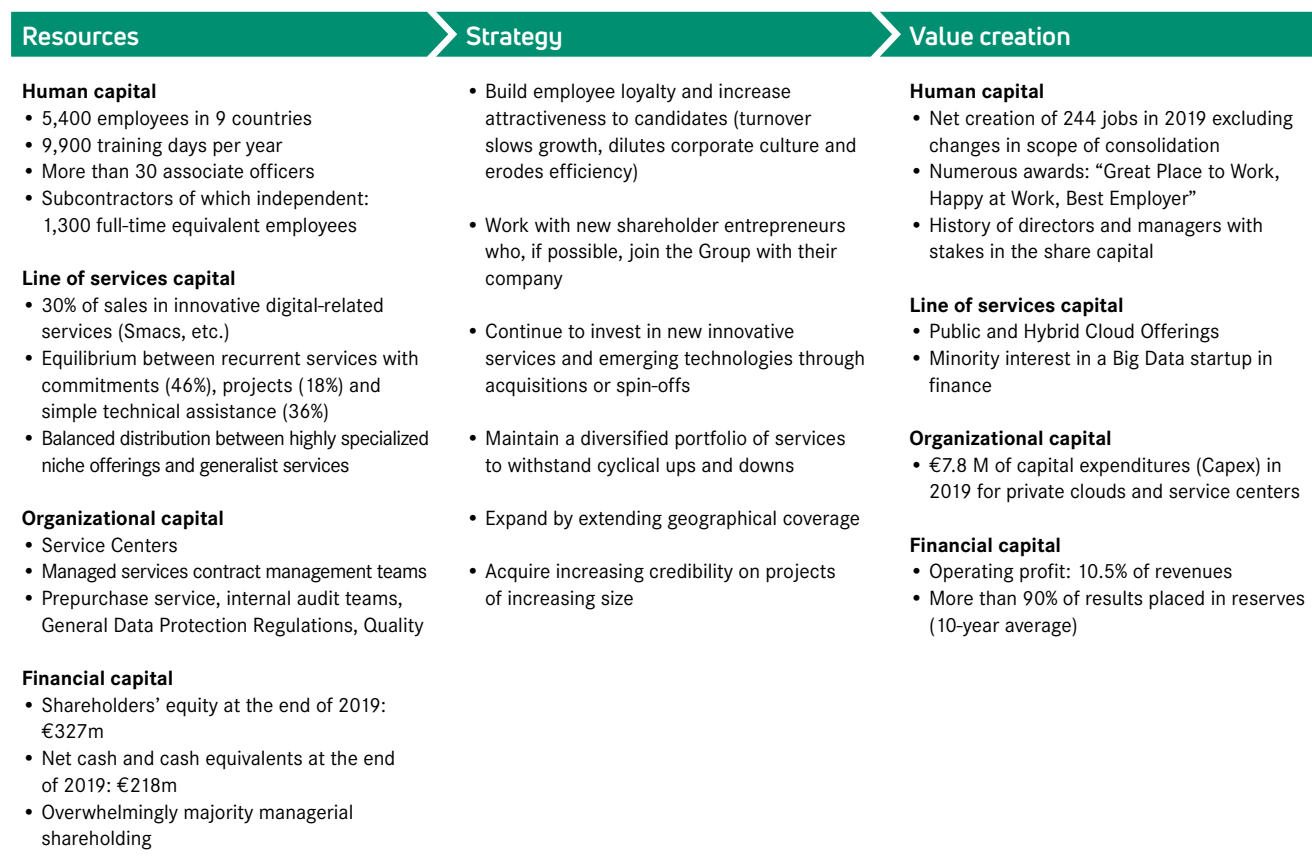 Resources
Strategy
Value creation
Human capital
• 5,400 employees in 9 countries
• 9,900 training days per year
• More than 30 associate officers
• Subcontractors of which independent:
1,300 full-time equivalent employees
Line of services capital
• 30% of sales in innovative digital-related
services (Smacs, etc.)
• Equilibrium between recurrent services with
commitments (46%), projects (18%) and
simple technical assistance (36%)
• Balanced distribution between highly specialized
niche offerings and generalist services
Organizational capital
• Service Centers
• Managed services contract management teams
• Prepurchase service, internal audit teams,
General Data Protection Regulations, Quality
Financial capital
• Shareholders’ equity at the end of 2019:
€327m
• Net cash and cash equivalents at the end
of 2019: €218m
• Overwhelmingly majority managerial
shareholding
• Build employee loyalty and increase
attractiveness to candidates (turnover
slows growth, dilutes corporate culture and
erodes efficiency)
• Work with new shareholder entrepreneurs
who, if possible, join the Group with their
company
• Continue to invest in new innovative
services and emerging technologies through
acquisitions or spin-offs
• Maintain a diversified portfolio of services
to withstand cyclical ups and downs
• Expand by extending geographical coverage
• Acquire increasing credibility on projects
of increasing size
Human capital
• Net creation of 244 jobs in 2019 excluding
changes in scope of consolidation
• Numerous awards: “Great Place to Work,
Happy at Work, Best Employer”
• History of directors and managers with
stakes in the share capital
Line of services capital
• Public and Hybrid Cloud Offerings
• Minority interest in a Big Data startup in
finance
Organizational capital
• €7.8 M of capital expenditures (Capex) in
2019 for private clouds and service centers
Financial capital
• Operating profit: 10.5% of revenues
• More than 90% of results placed in reserves
(10-year average)